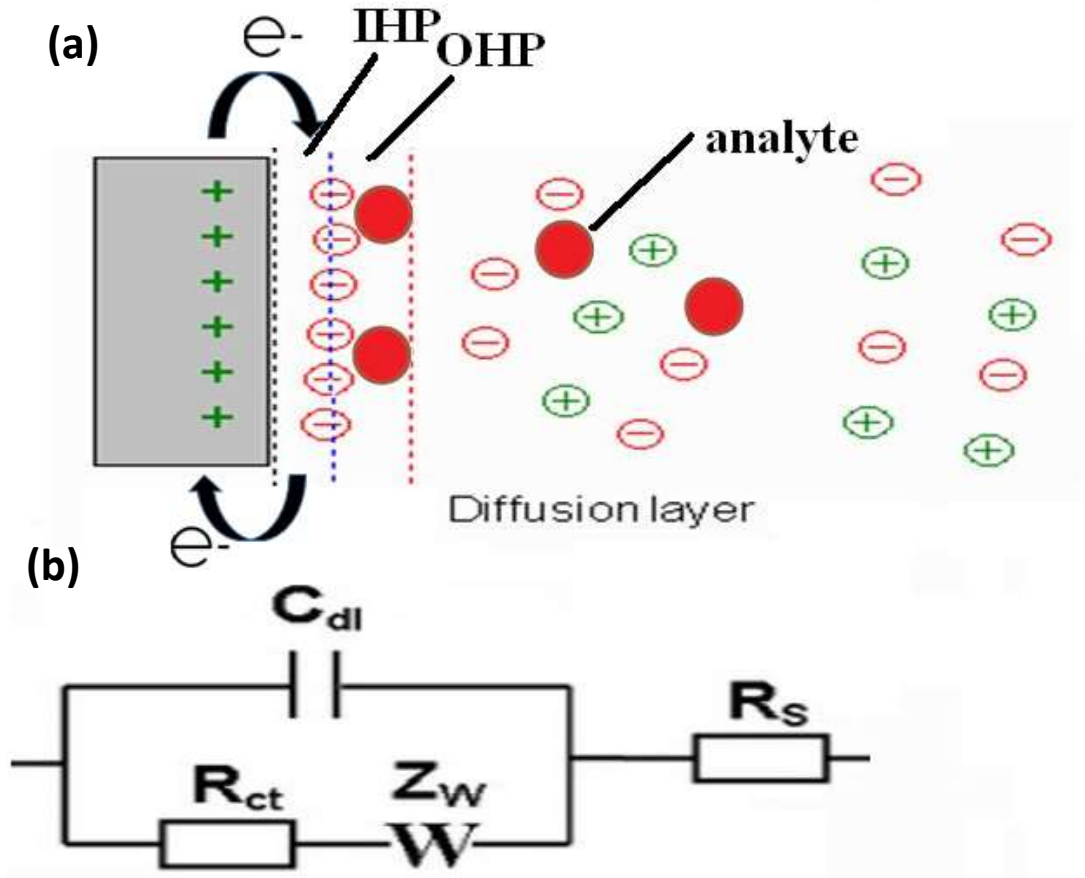 (a)
e-
IHP
OHP
analyte
+
+
+
+
+
+
e-
Diffusion layer
(b)
Cdl
Rct
ZW
W
RS